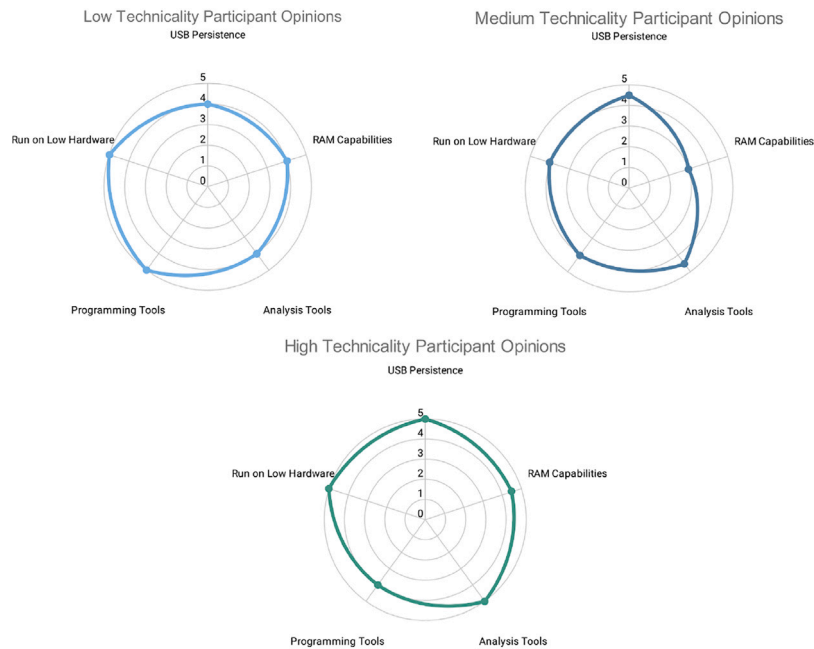 Low Technicality Participant Opinions
USB Persistence
5
4
3
2
1
0
Run on Low Hardware
RAM Capabilities
Programming Tools
Analysis Tools
Medium Technicality Participant Opinions
USB Persistence
5
4
3
2
1
0
Run on Low Hardware
RAM Capabilities
Programming Tools
Analysis Tools
High Technicality Participant Opinions
USB Persistence
5
4
3
2
1
0
Run on Low Hardware
RAM Capabilities
Programming Tools
Analysis Tools